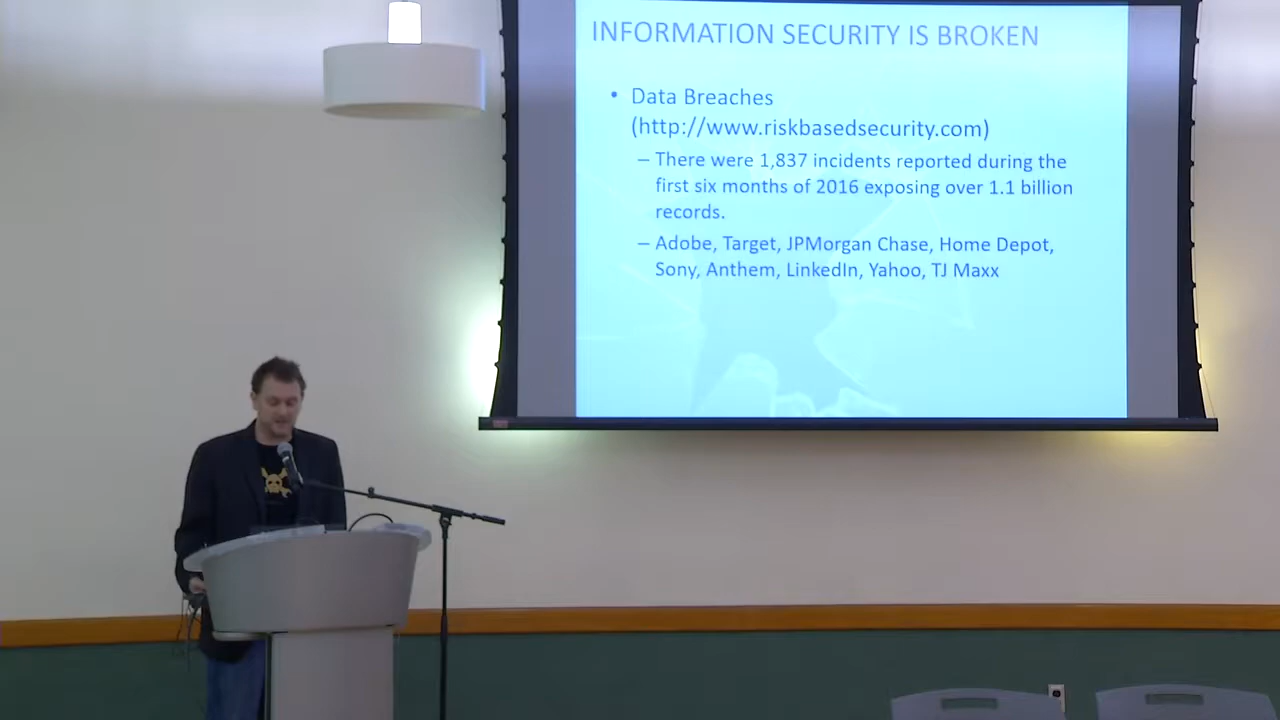 INFORMATION SECURITY IS BROKEN
• Data Breaches
(http://www.riskbasedsecurity.com)
– There were 1,837 incidents reported during the
first six months of 2016 exposing over 1.1 billion
records.
– Adobe, Target, JPMorgan Chase, Home Depot,
Sony, Anthem, LinkedIn, Yahoo, TJ Maxx